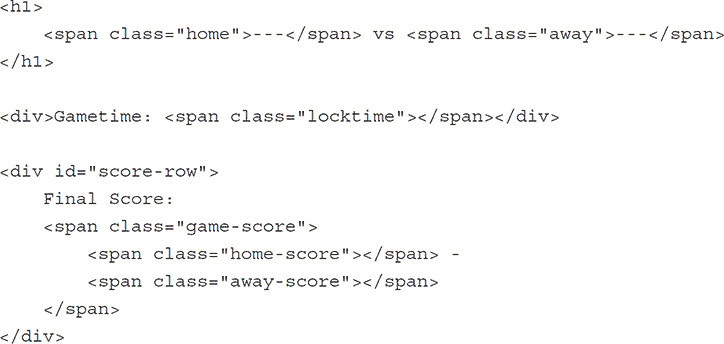 <h1>
    <span class="home">---</span> vs <span class="away">---</span>
</h1>
<div>Gametime: <span class="locktime"></span></div>
<div id="score-row">
    Final Score:
    <span class="game-score">
        <span class="home-score"></span> -
        <span class="away-score"></span>
    </span>
</div>